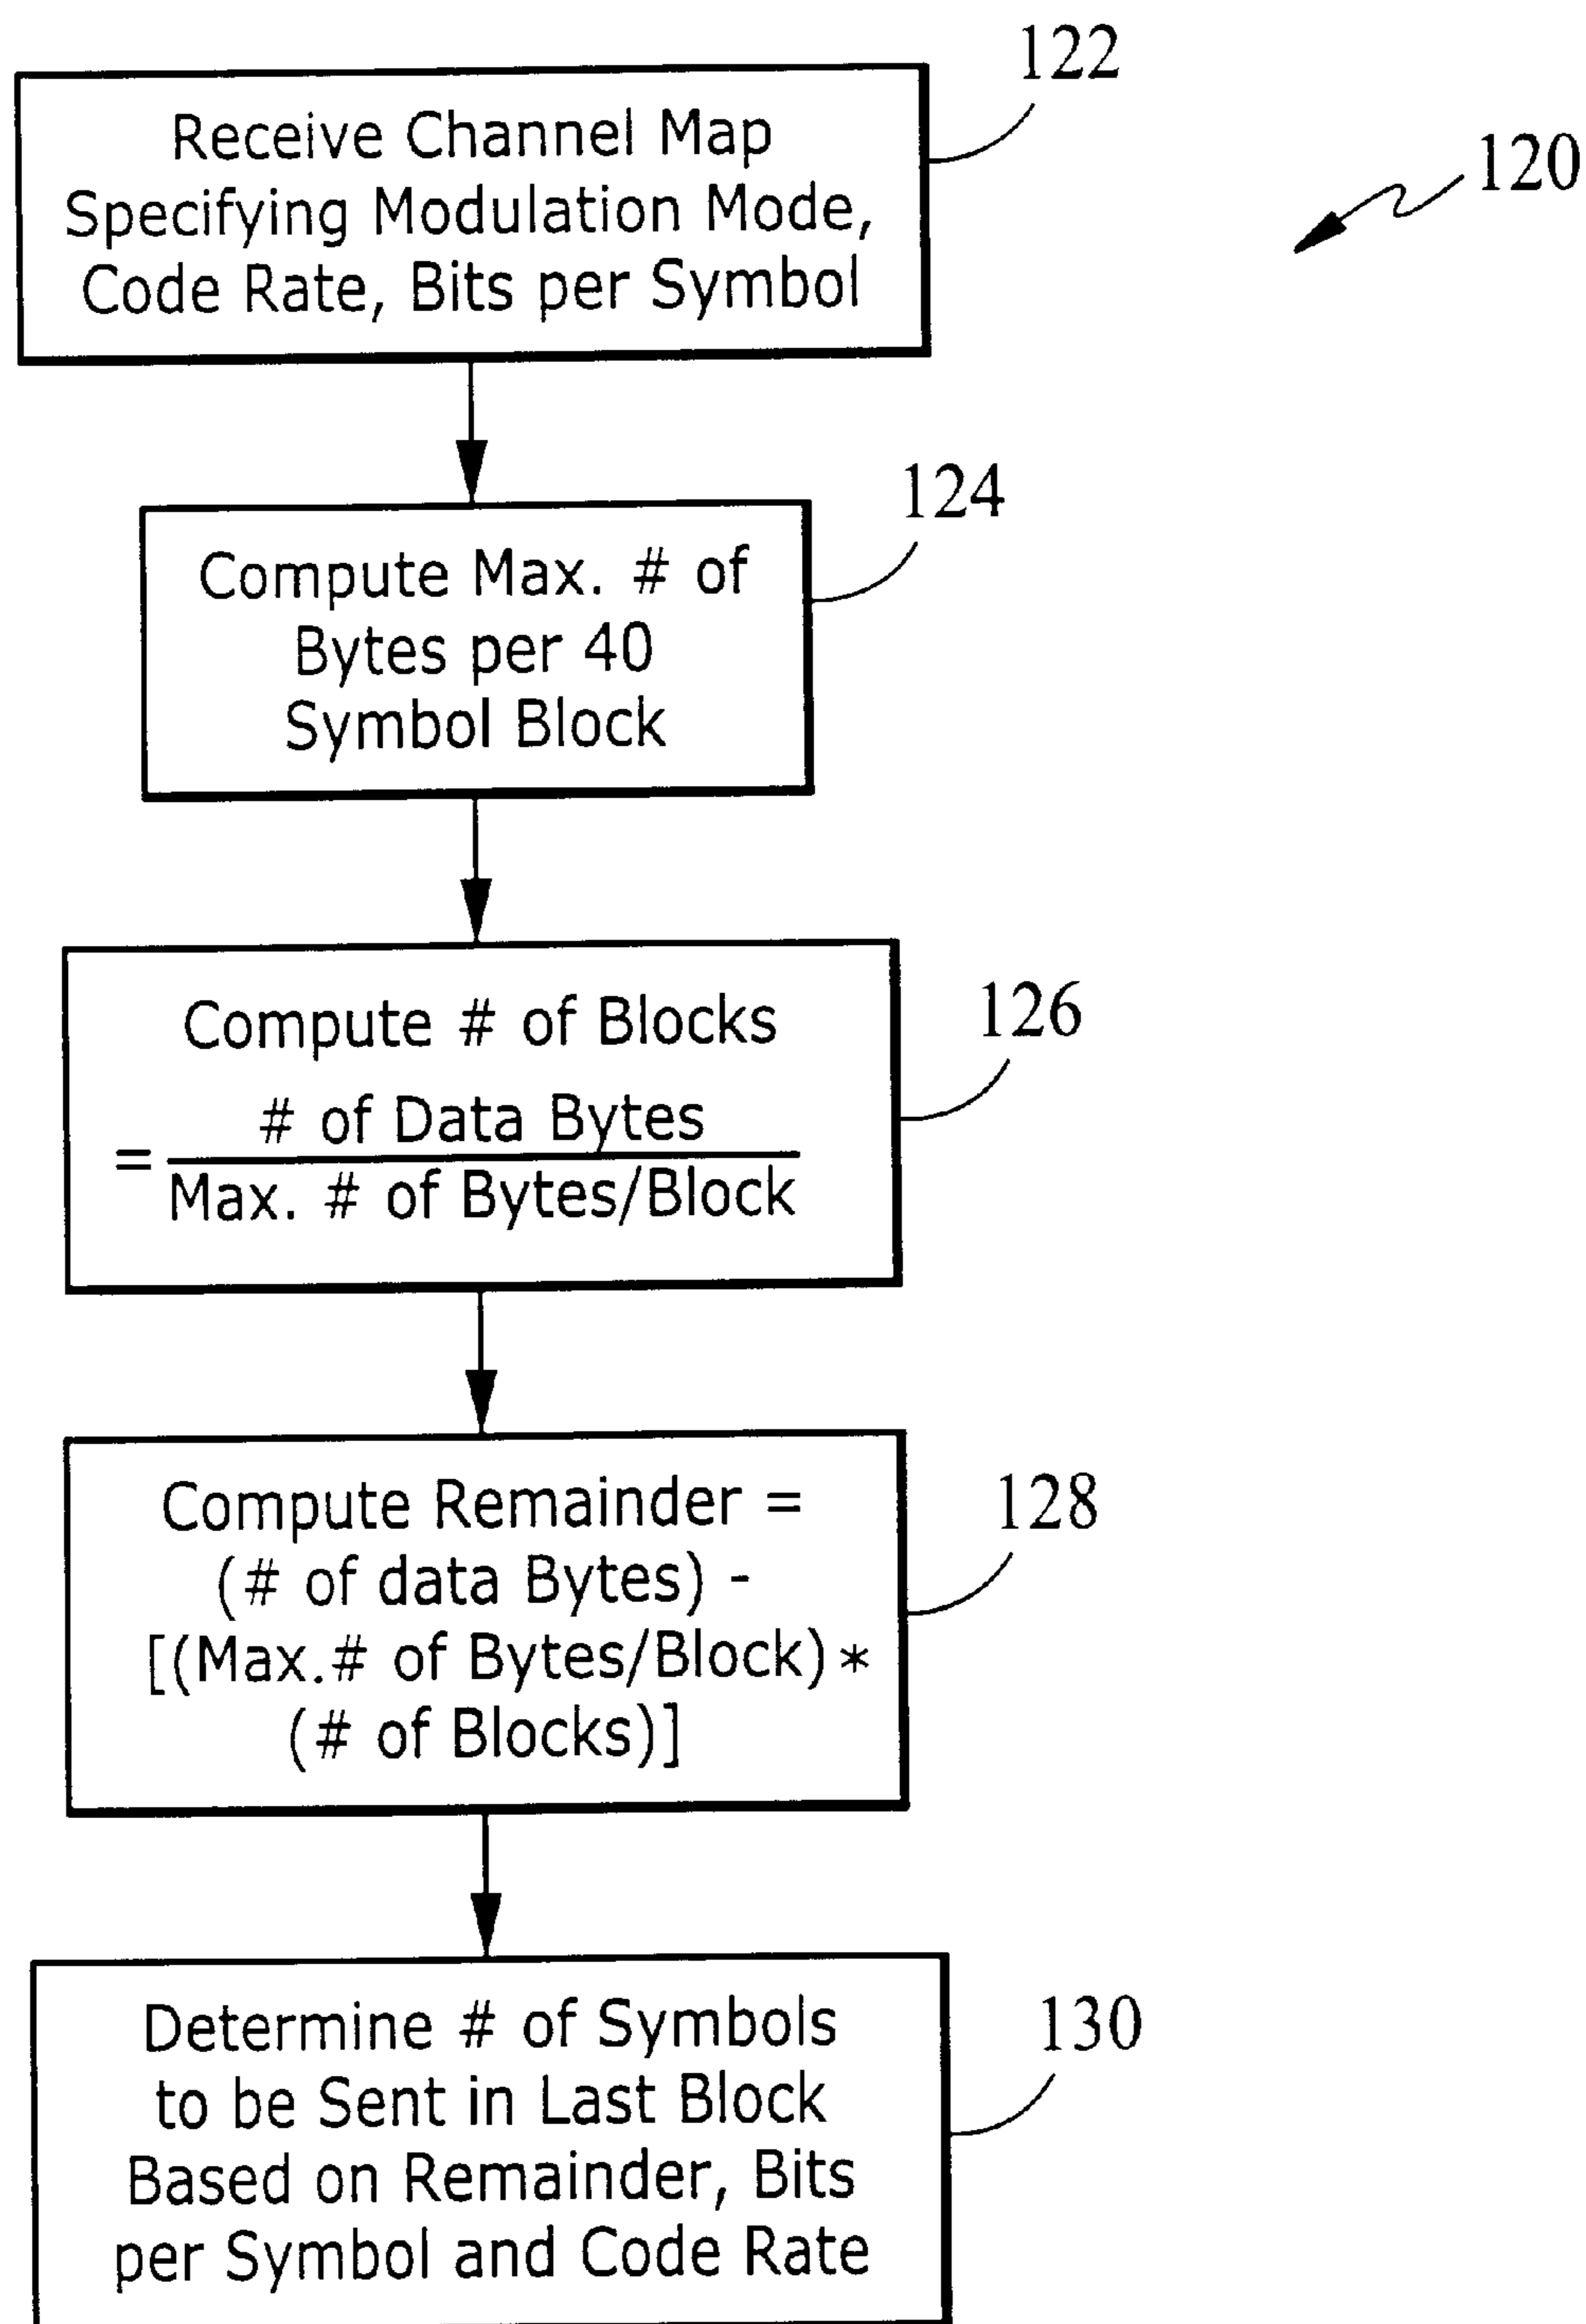 122
120
Receive Channel Map
Specifying Modulation Mode,
Code Rate, Bits per Symbol
124
Compute Max. # of
Bytes per 40
Symbol Block
126
Compute # of Blocks
# of Data Bytes
=
Max. # of Bytes/Block
128
Compute Remainder =
(# of data Bytes) -
[(Max.# of Bytes/Block) *
(# of Blocks)]
130
Determine # of Symbols
to be Sent in Last Block
Based on Remainder, Bits
per Symbol and Code Rate